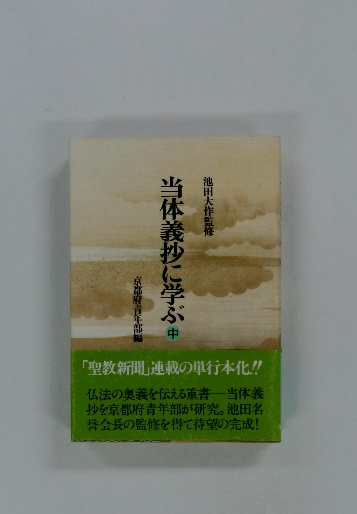 池田大作監修
当体義抄に学ぶ 中
京都府青年部編
「聖教新聞」連載の単行本化!!
仏法の奥義を伝える重書──当体義
抄を京都府青年部が研究。池田名
誉会長の監修を得て待望の完成!